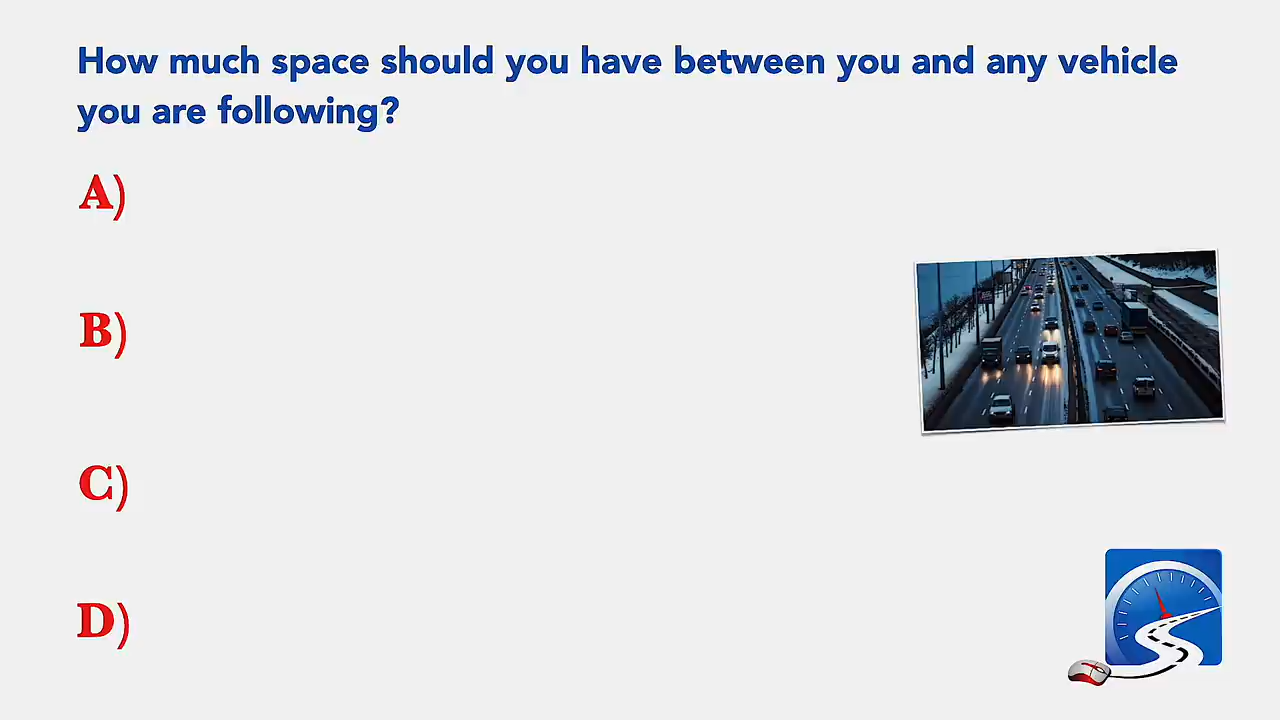 How much space should you have between you and any vehicle
you are following?
A)
B)
C)
D)